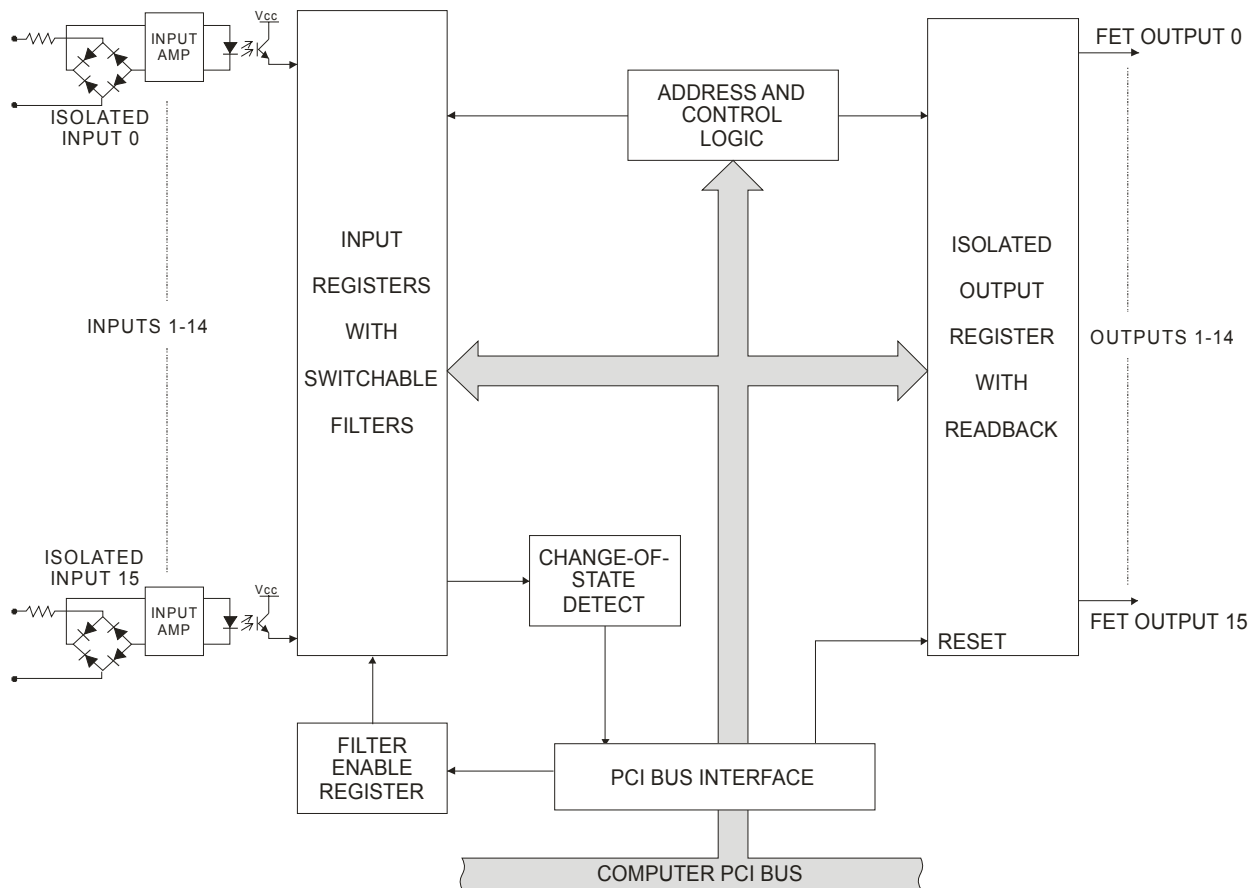 Vcc
INPUT
AMP
ISOLATED
INPUT 0
INPUTS 1-14
ISOLATED
INPUT 15
Vcc
INPUT
AMP
INPUT
REGISTERS
WITH
SWITCHABLE
FILTERS
ADDRESS AND
CONTROL
LOGIC
CHANGE-OF-
STATE
DETECT
FILTER
ENABLE
REGISTER
PCI BUS INTERFACE
COMPUTER PCI BUS
ISOLATED
OUTPUT
REGISTER
WITH
READBACK
RESET
FET OUTPUT 0
OUTPUTS 1-14
FET OUTPUT 15